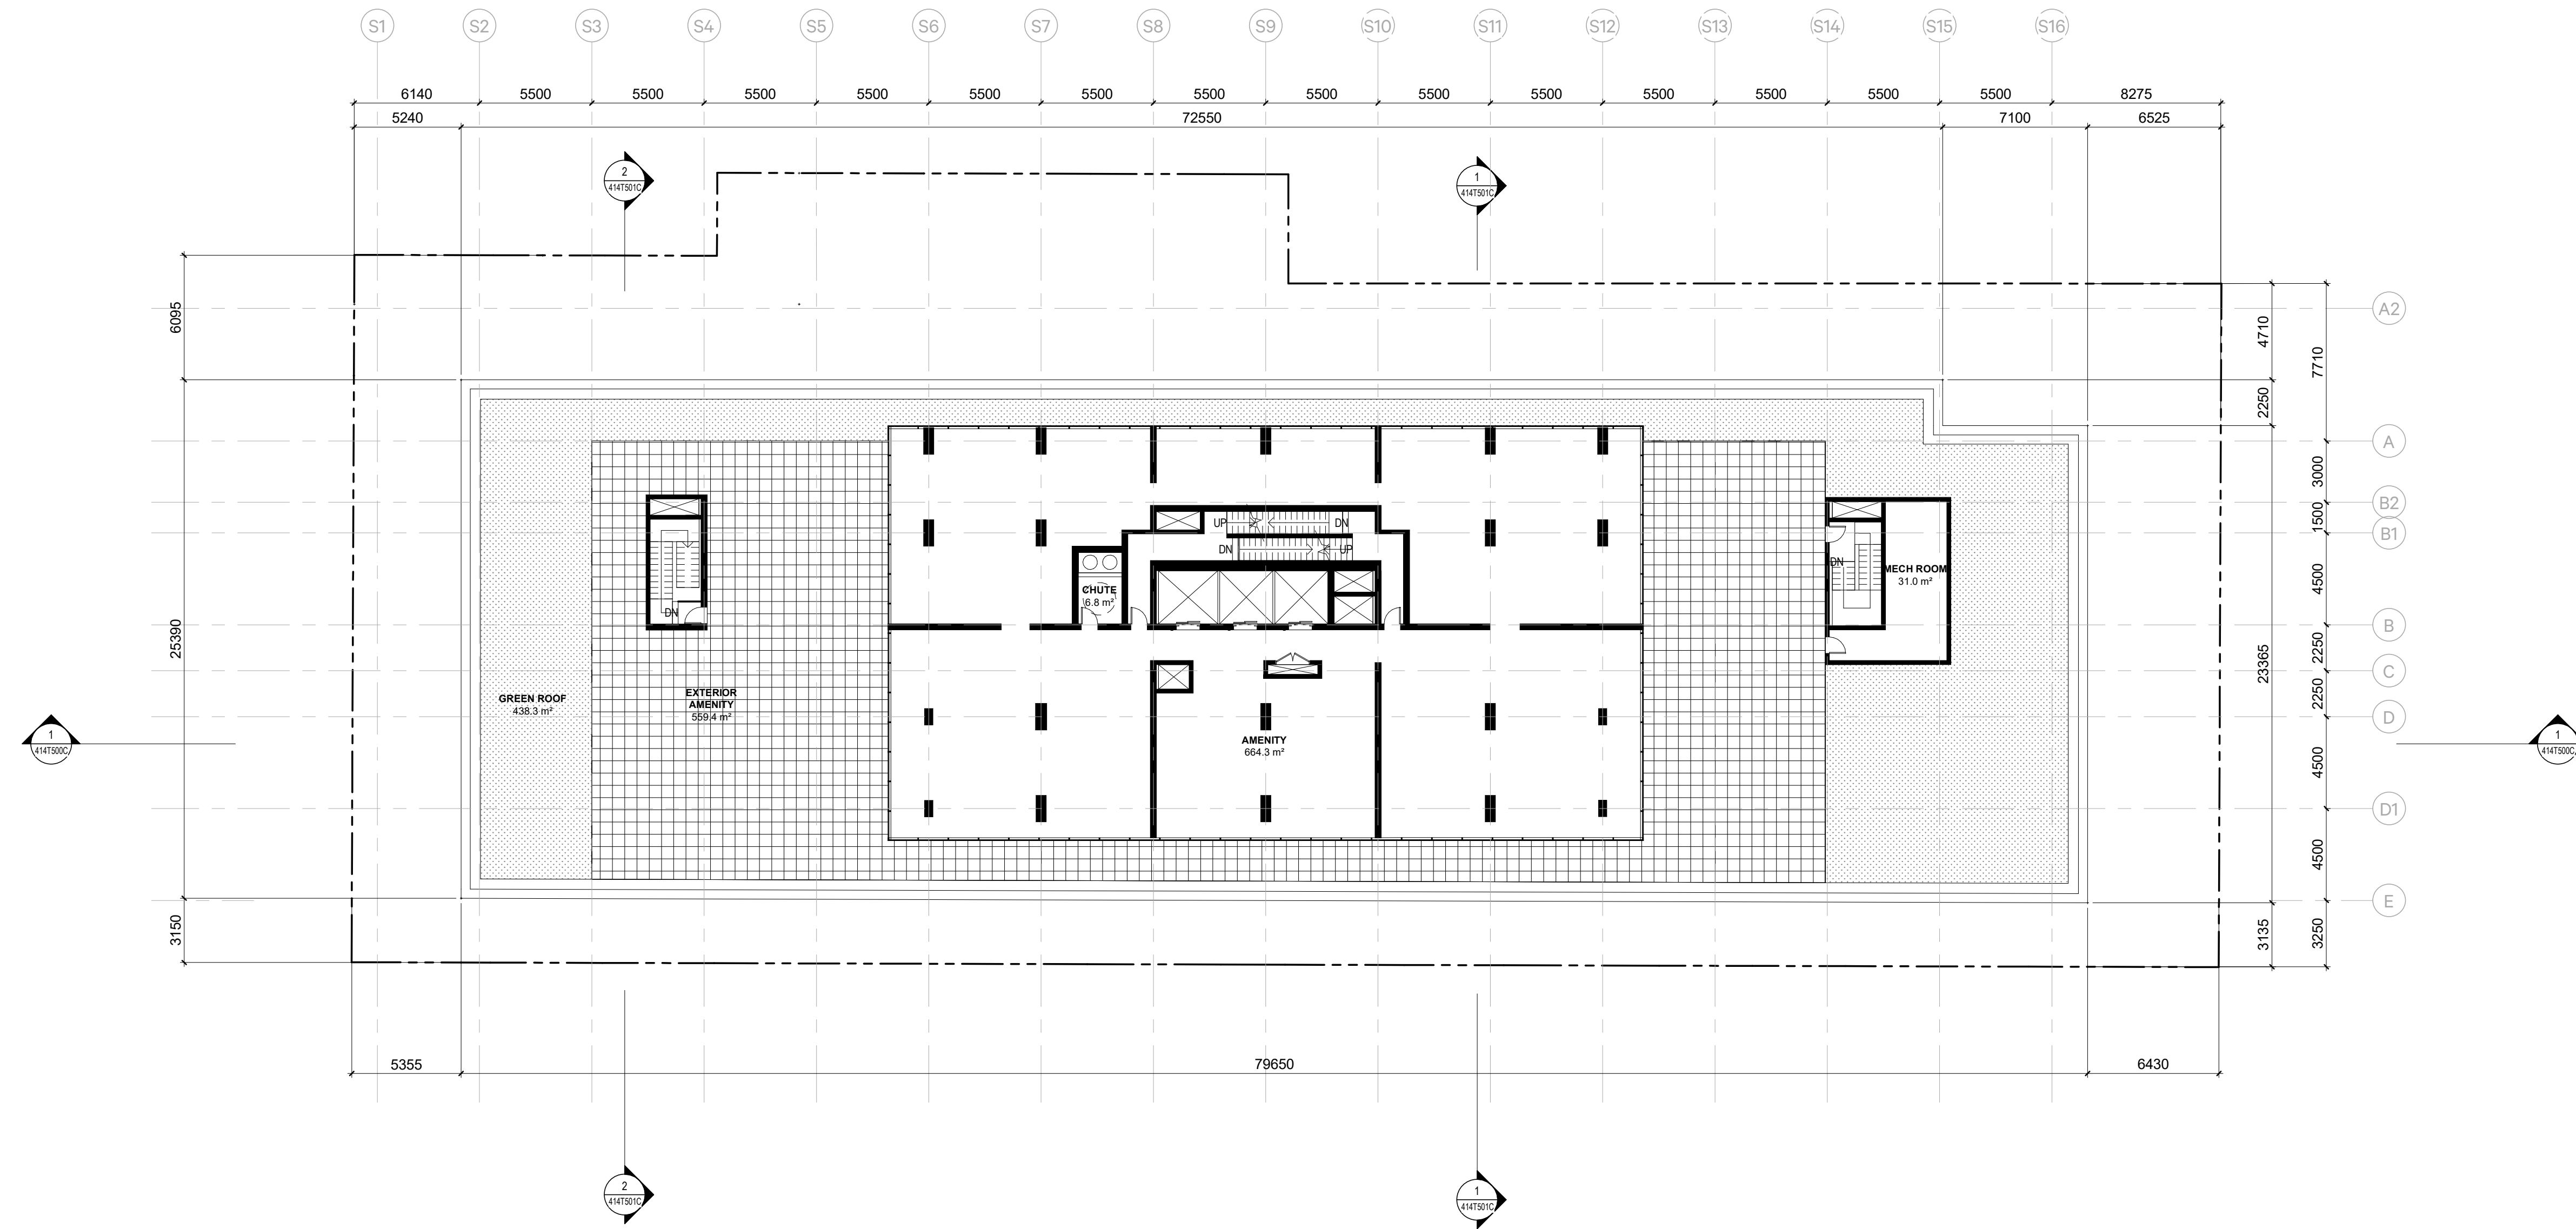 S1 S2 S3 S4 S5 S6 S7 S8 S9 S10 S11 S12 S13 S14 S15 S16
6140 5500 5500 5500 5500 5500 5500 5500 5500 5500 5500 5500 5500 5500 5500 8275
5240 72550 7100 6525
2
414T501C
1
414T501C
6095
25390
3150
4710
2250
23365
3135
7710
3000
1500
4500
2250
2250
4500
4500
3250
A2
A
B2
B1
B
C
D
D1
E
UP DN
DN UP
CHUTE
6.8 m²
DN
DN
MECH ROOM
31.0 m²
GREEN ROOF
438.3 m²
EXTERIOR
AMENITY
559.4 m²
AMENITY
664.3 m²
1
414T500C
1
414T500C
5355 79650 6430
2
414T501C
1
414T501C